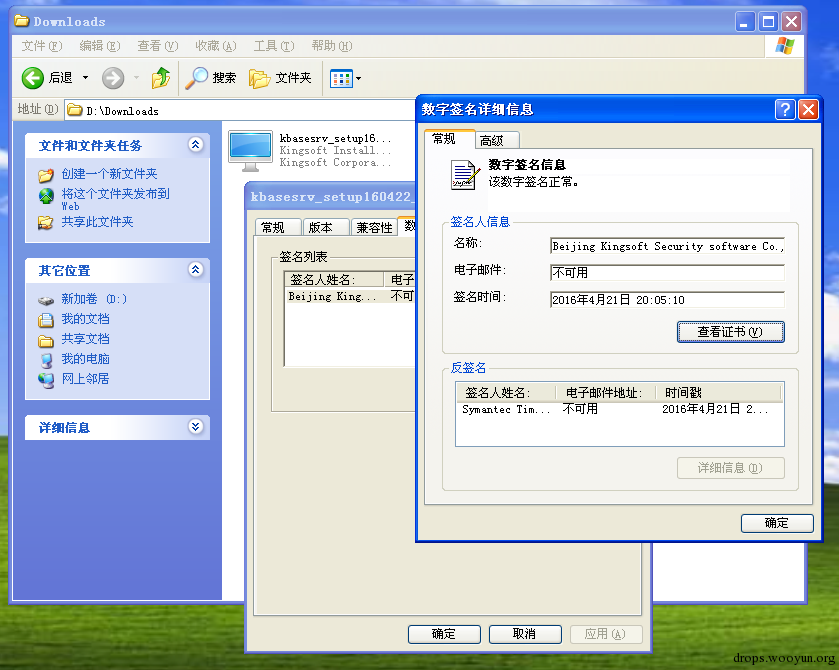 Downloads
文件(F) 编辑(E) 查看(V) 收藏(A) 工具(T) 帮助(H)
后退 搜索 文件夹
地址(D) D:\Downloads
文件和文件夹任务
创建一个新文件夹
将这个文件夹发布到
Web
共享此文件夹
其它位置
新加卷 (D:)
我的文档
共享文档
我的电脑
网上邻居
详细信息
kbasesrv_setup16...
Kingsoft Install...
Kingsoft Corpora...
kbasesrv_setup160422_
常规 版本 兼容性 数
签名列表
签名人姓名: 电子
Beijing King... 不可
确定 取消 应用(A)
数字签名详细信息
常规 高级
数字签名信息
该数字签名正常。
签名人信息
名称: Beijing Kingsoft Security software Co.,
电子邮件: 不可用
签名时间: 2016年4月21日 20:05:10
查看证书(V)
反签名
签名人姓名: 电子邮件地址: 时间戳
Symantec Tim... 不可用 2016年4月21日 2...
详细信息(D)
确定
drops.wooyun.org